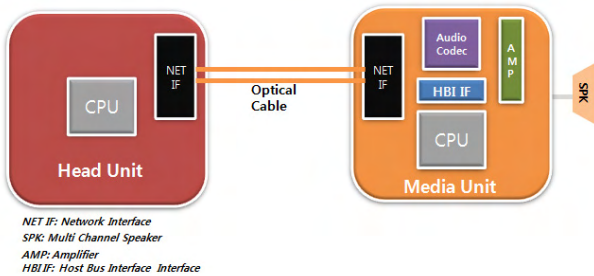 NET
IF
CPU
Head Unit
Optical
Cable
NET
IF
Audio
Codec
A
M
P
HBI IF
CPU
Media Unit
SPK
NET IF: Network Interface
SPK: Multi Channel Speaker
AMP: Amplifier
HBI IF: Host Bus Interface Interface